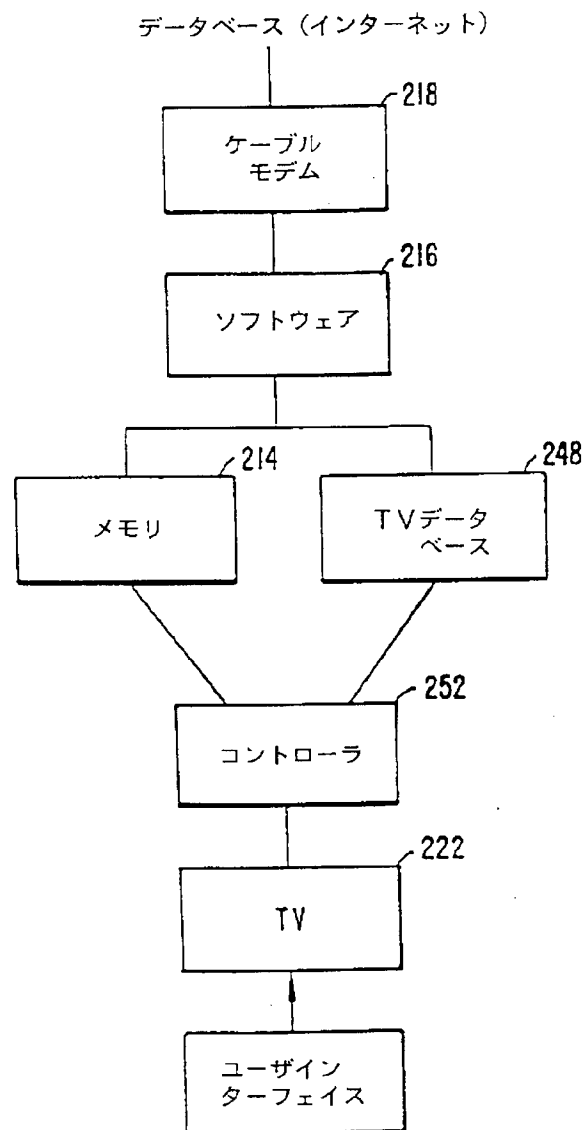 データベース（インターネット）
218
ケーブル
モデム
216
ソフトウェア
214
メモリ
248
TVデータ
ベース
252
コントローラ
222
TV
ユーザイン
ターフェイス